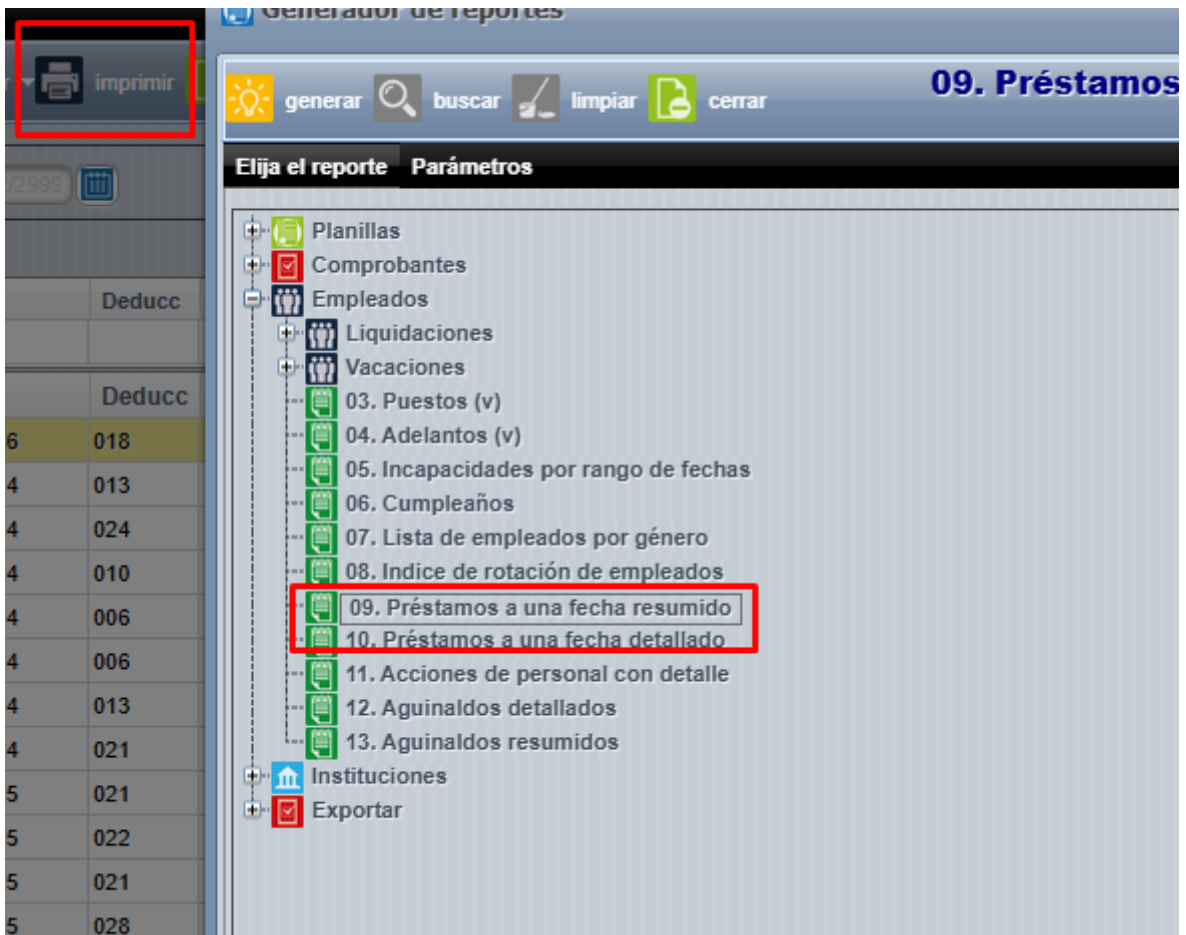 Generador de reportes
r imprimir
generar buscar limpiar cerrar
09. Préstamos
Elija el reporte Parámetros
/2999
Planillas
Comprobantes
Empleados
Liquidaciones
Vacaciones
03. Puestos (v)
04. Adelantos (v)
05. Incapacidades por rango de fechas
06. Cumpleaños
07. Lista de empleados por género
08. Indice de rotación de empleados
09. Préstamos a una fecha resumido
10. Préstamos a una fecha detallado
11. Acciones de personal con detalle
12. Aguinaldos detallados
13. Aguinaldos resumidos
Instituciones
Exportar
Deducc
Deducc
6 018
4 013
4 024
4 010
4 006
4 006
4 013
4 021
5 021
5 022
5 021
5 028